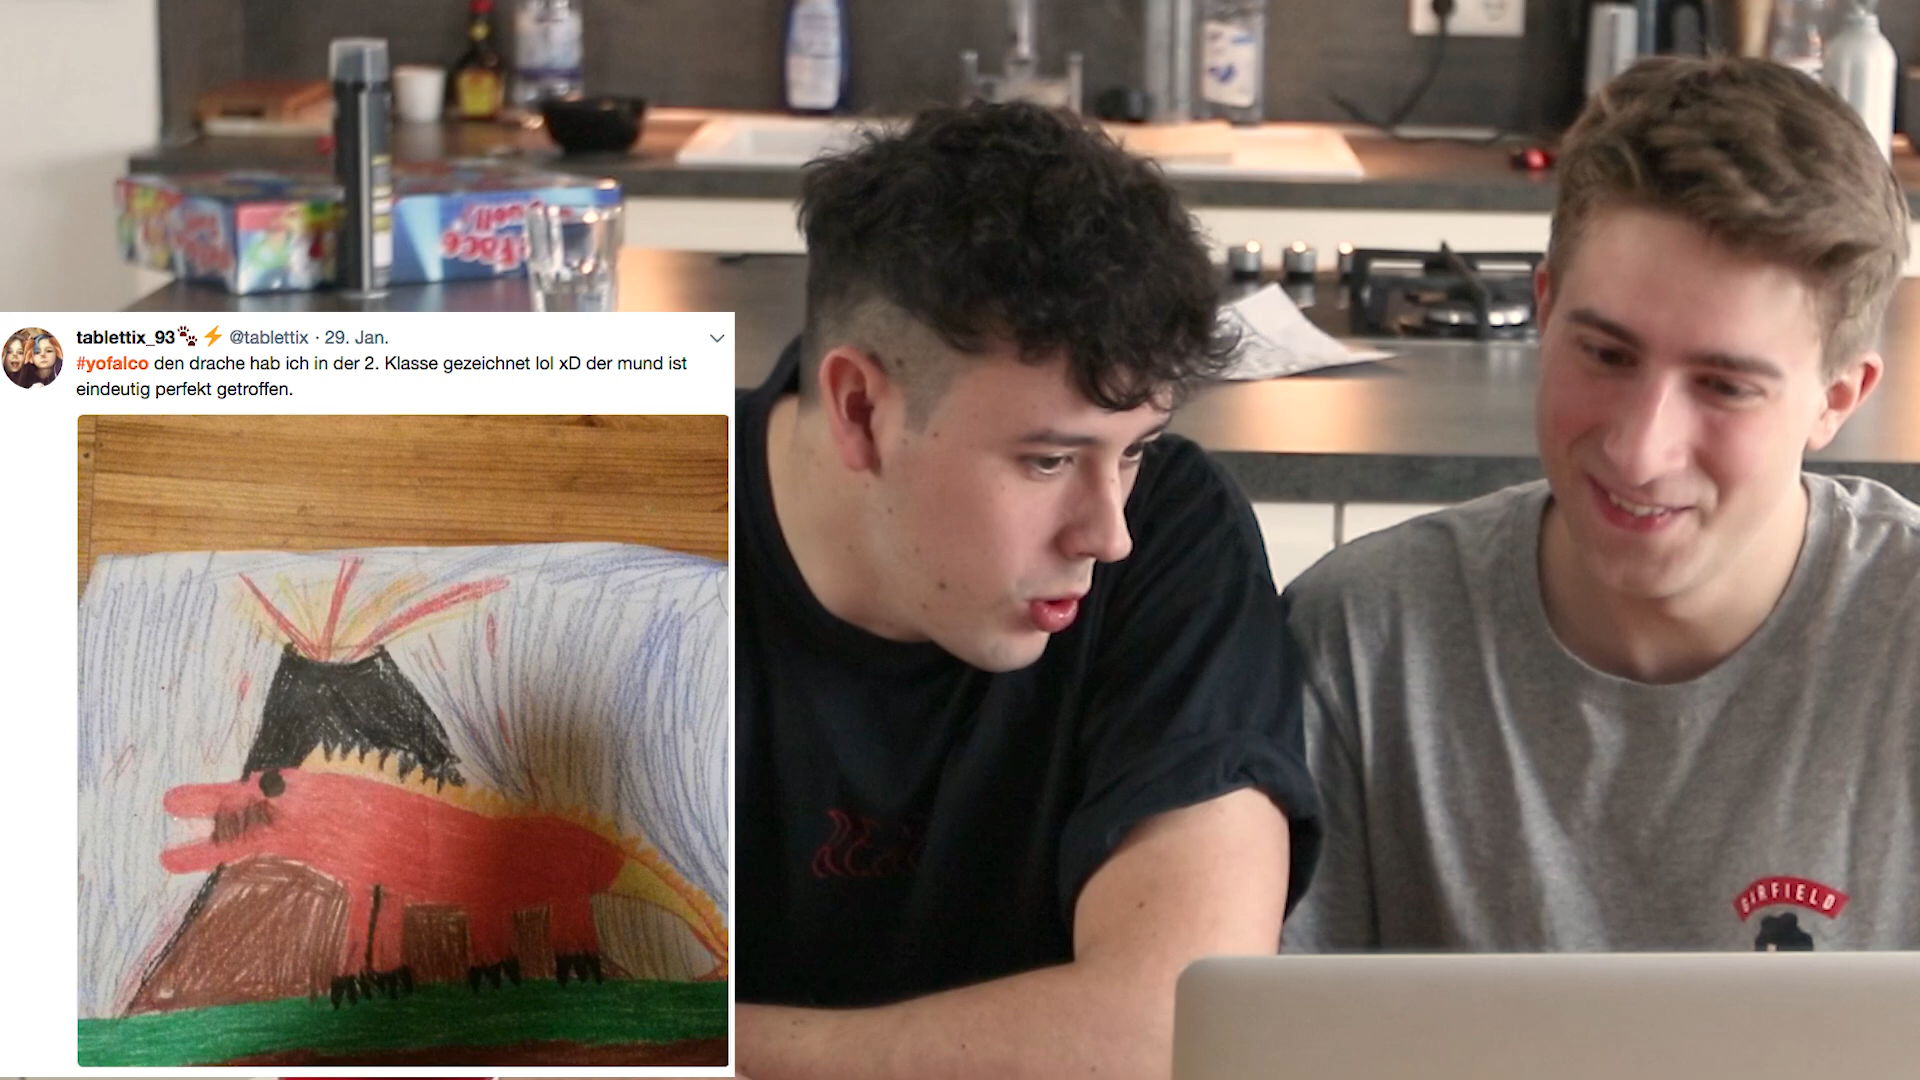 tablettix_93🐾⚡ @tablettix · 29. Jan.
#yofalco den drache hab ich in der 2. Klasse gezeichnet lol xD der mund ist
eindeutig perfekt getroffen.
GARFIELD